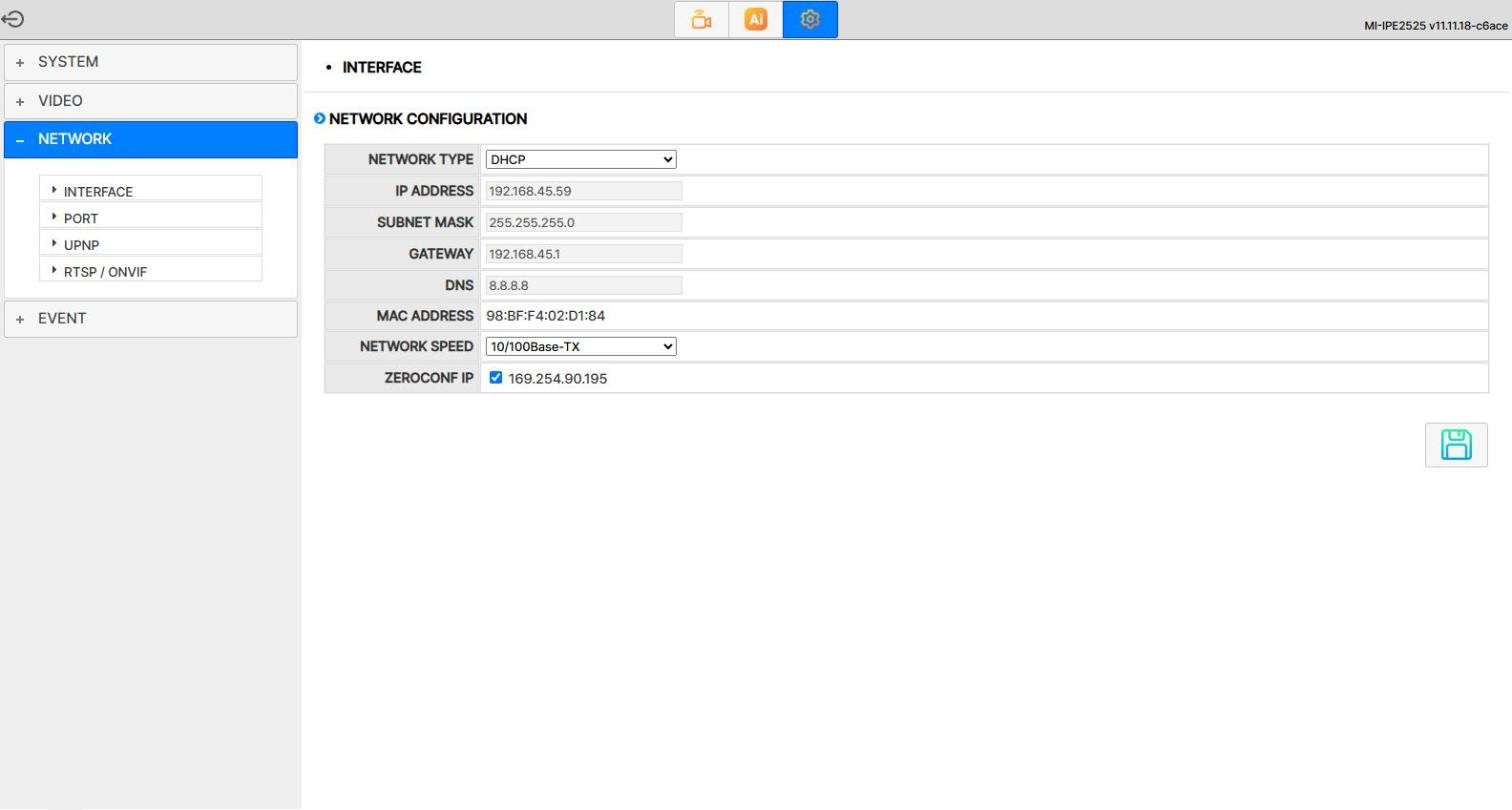 Ai
MI-IPE2525 v11.11.18-c6ace
+ SYSTEM
+ VIDEO
– NETWORK
INTERFACE
PORT
UPNP
RTSP / ONVIF
+ EVENT
• INTERFACE
NETWORK CONFIGURATION
NETWORK TYPE DHCP
IP ADDRESS 192.168.45.59
SUBNET MASK 255.255.255.0
GATEWAY 192.168.45.1
DNS 8.8.8.8
MAC ADDRESS 98:BF:F4:02:D1:84
NETWORK SPEED 10/100Base-TX
ZEROCONF IP 169.254.90.195